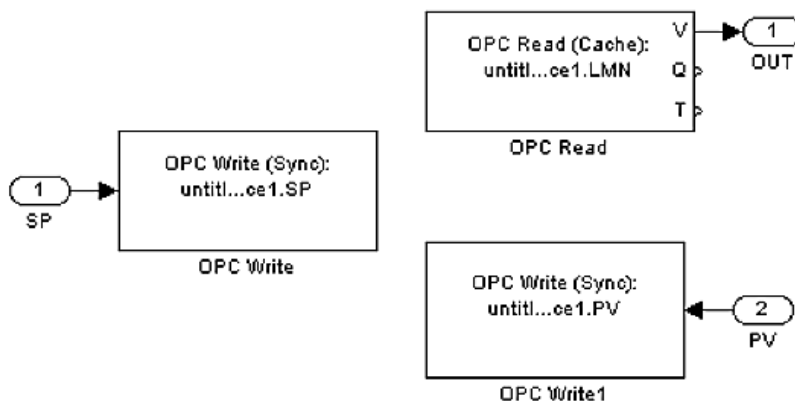 OPC Read (Cache):
untitl...ce1.LMN
V
Q
T
OPC Read
1
OUT
1
SP
OPC Write (Sync):
untitl...ce1.SP
OPC Write
OPC Write (Sync):
untitl...ce1.PV
OPC Write1
2
PV